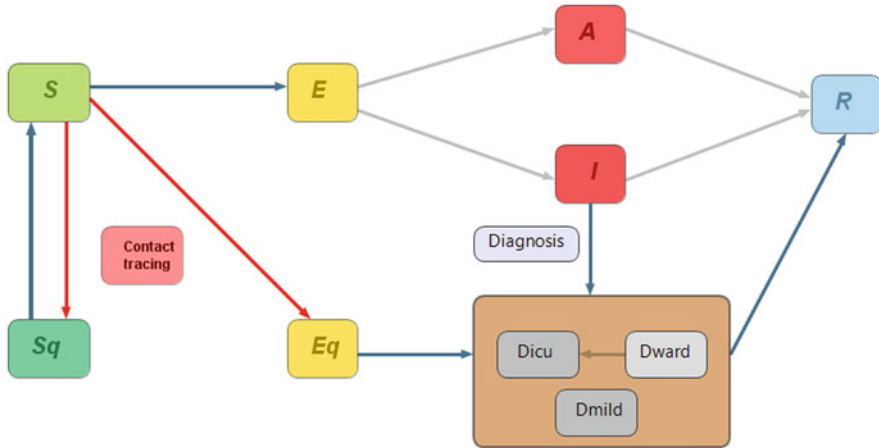 A
S
E
R
I
Diagnosis
Contact
tracing
Sq
Eq
Dicu
Dward
Dmild